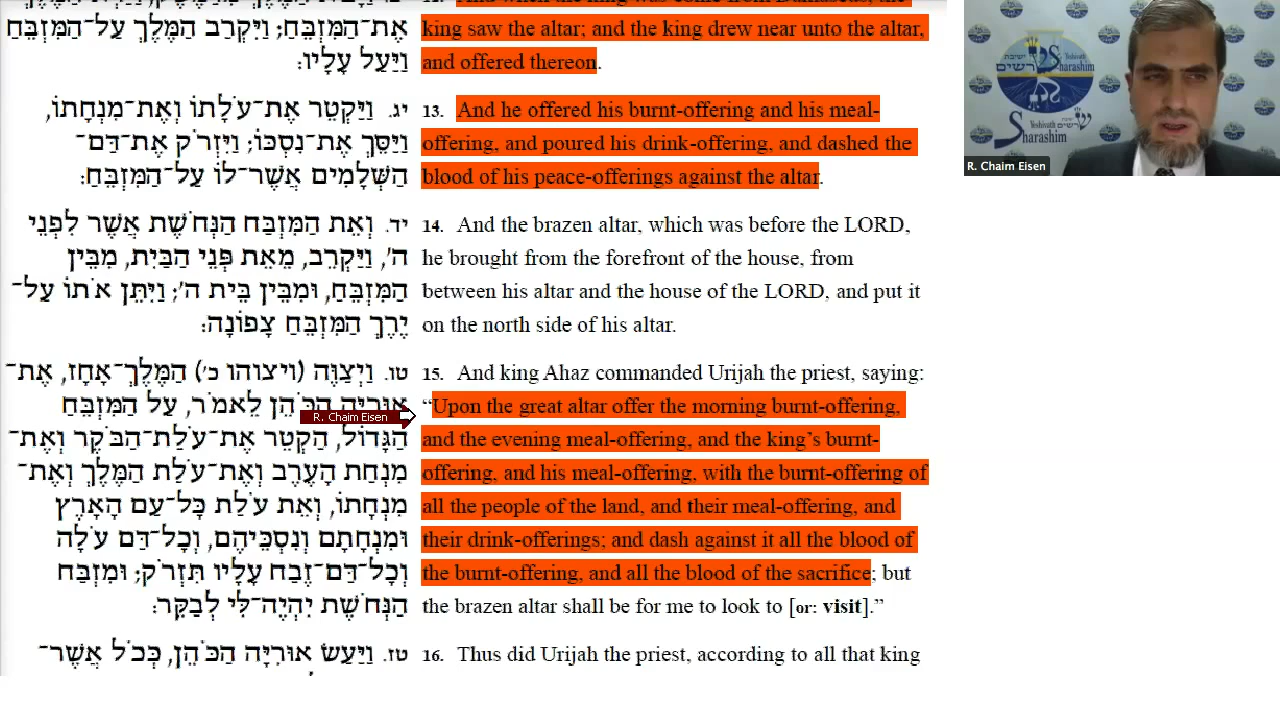 אֶת־הַמִּזְבֵּחַ; וַיִּקְרַב הַמֶּלֶךְ עַל־הַמִּזְבֵּחַ
וַיַּעַל עָלָיו:
king saw the altar; and the king drew near unto the altar,
and offered thereon.
יג. וַיַּקְטֵר אֶת־עֹלָתוֹ וְאֶת־מִנְחָתוֹ,
וַיַּסֵּךְ אֶת־נִסְכּוֹ; וַיִּזְרֹק אֶת־דַּם־
הַשְּׁלָמִים אֲשֶׁר־לוֹ עַל־הַמִּזְבֵּחַ:
13. And he offered his burnt-offering and his meal-
offering, and poured his drink-offering, and dashed the
blood of his peace-offerings against the altar.
יד. וְאֵת הַמִּזְבַּח הַנְּחֹשֶׁת אֲשֶׁר לִפְנֵי
ה', וַיַּקְרֵב, מֵאֵת פְּנֵי הַבַּיִת, מִבֵּין
הַמִּזְבֵּחַ, וּמִבֵּין בֵּית ה'; וַיִּתֵּן אֹתוֹ עַל־
יֶרֶךְ הַמִּזְבֵּחַ צָפוֹנָה:
14. And the brazen altar, which was before the LORD,
he brought from the forefront of the house, from
between his altar and the house of the LORD, and put it
on the north side of his altar.
טו. וַיְצַוֶּה (ויצוהו כ') הַמֶּלֶךְ־אָחָז, אֶת־
אוּרִיָּה הַכֹּהֵן לֵאמֹר, עַל הַמִּזְבֵּחַ
הַגָּדוֹל, הַקְטֵר אֶת־עֹלַת־הַבֹּקֶר וְאֶת־
מִנְחַת הָעֶרֶב וְאֶת־עֹלַת הַמֶּלֶךְ וְאֶת־
מִנְחָתוֹ, וְאֵת עֹלַת כָּל־עַם הָאָרֶץ
וּמִנְחָתָם וְנִסְכֵּיהֶם, וְכָל־דַּם עֹלָה
וְכָל־דַּם־זֶבַח עָלָיו תִּזְרֹק; וּמִזְבַּח
הַנְּחֹשֶׁת יִהְיֶה־לִּי לְבַקֵּר:
15. And king Ahaz commanded Urijah the priest, saying:
“Upon the great altar offer the morning burnt-offering,
and the evening meal-offering, and the king’s burnt-
offering, and his meal-offering, with the burnt-offering of
all the people of the land, and their meal-offering, and
their drink-offerings; and dash against it all the blood of
the burnt-offering, and all the blood of the sacrifice; but
the brazen altar shall be for me to look to [or: visit].”
טז. וַיַּעַשׂ אוּרִיָּה הַכֹּהֵן, כְּכֹל אֲשֶׁר־
16. Thus did Urijah the priest, according to all that king
R. Chaim Eisen
ישיבת
שרשים
Yeshivath
Sharashim
Sharashim
R. Chaim Eisen